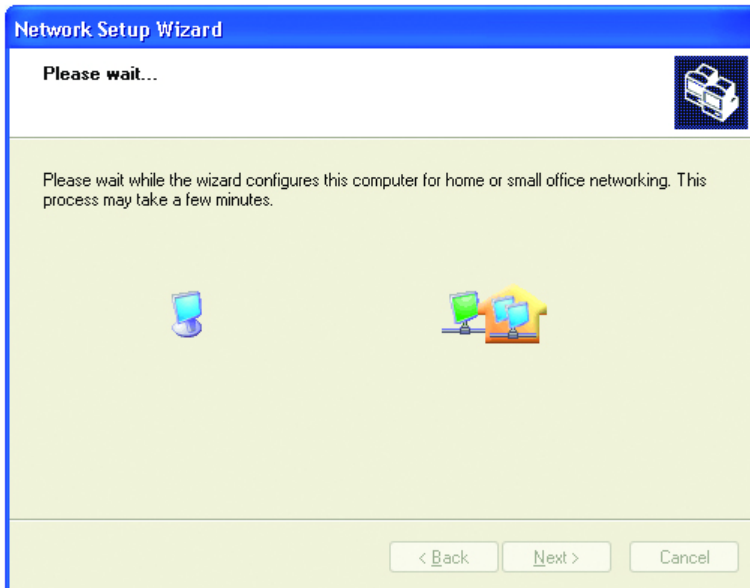 Network Setup Wizard
Please wait...
Please wait while the wizard configures this computer for home or small office networking. This
process may take a few minutes.
< Back Next > Cancel